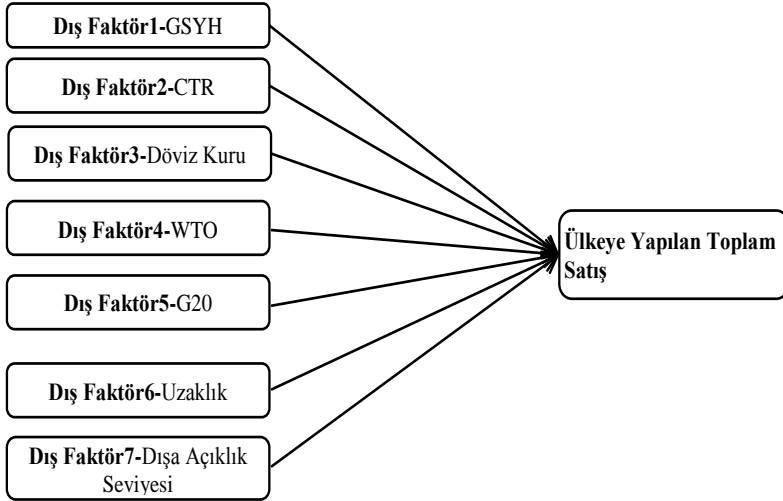 Dış Faktör1-GSYH
Dış Faktör2-CTR
Dış Faktör3-Döviz Kuru
Dış Faktör4-WTO
Dış Faktör5-G20
Dış Faktör6-Uzaklık
Dış Faktör7-Dışa Açıklık
Seviyesi
Ülkeye Yapılan Toplam
Satış